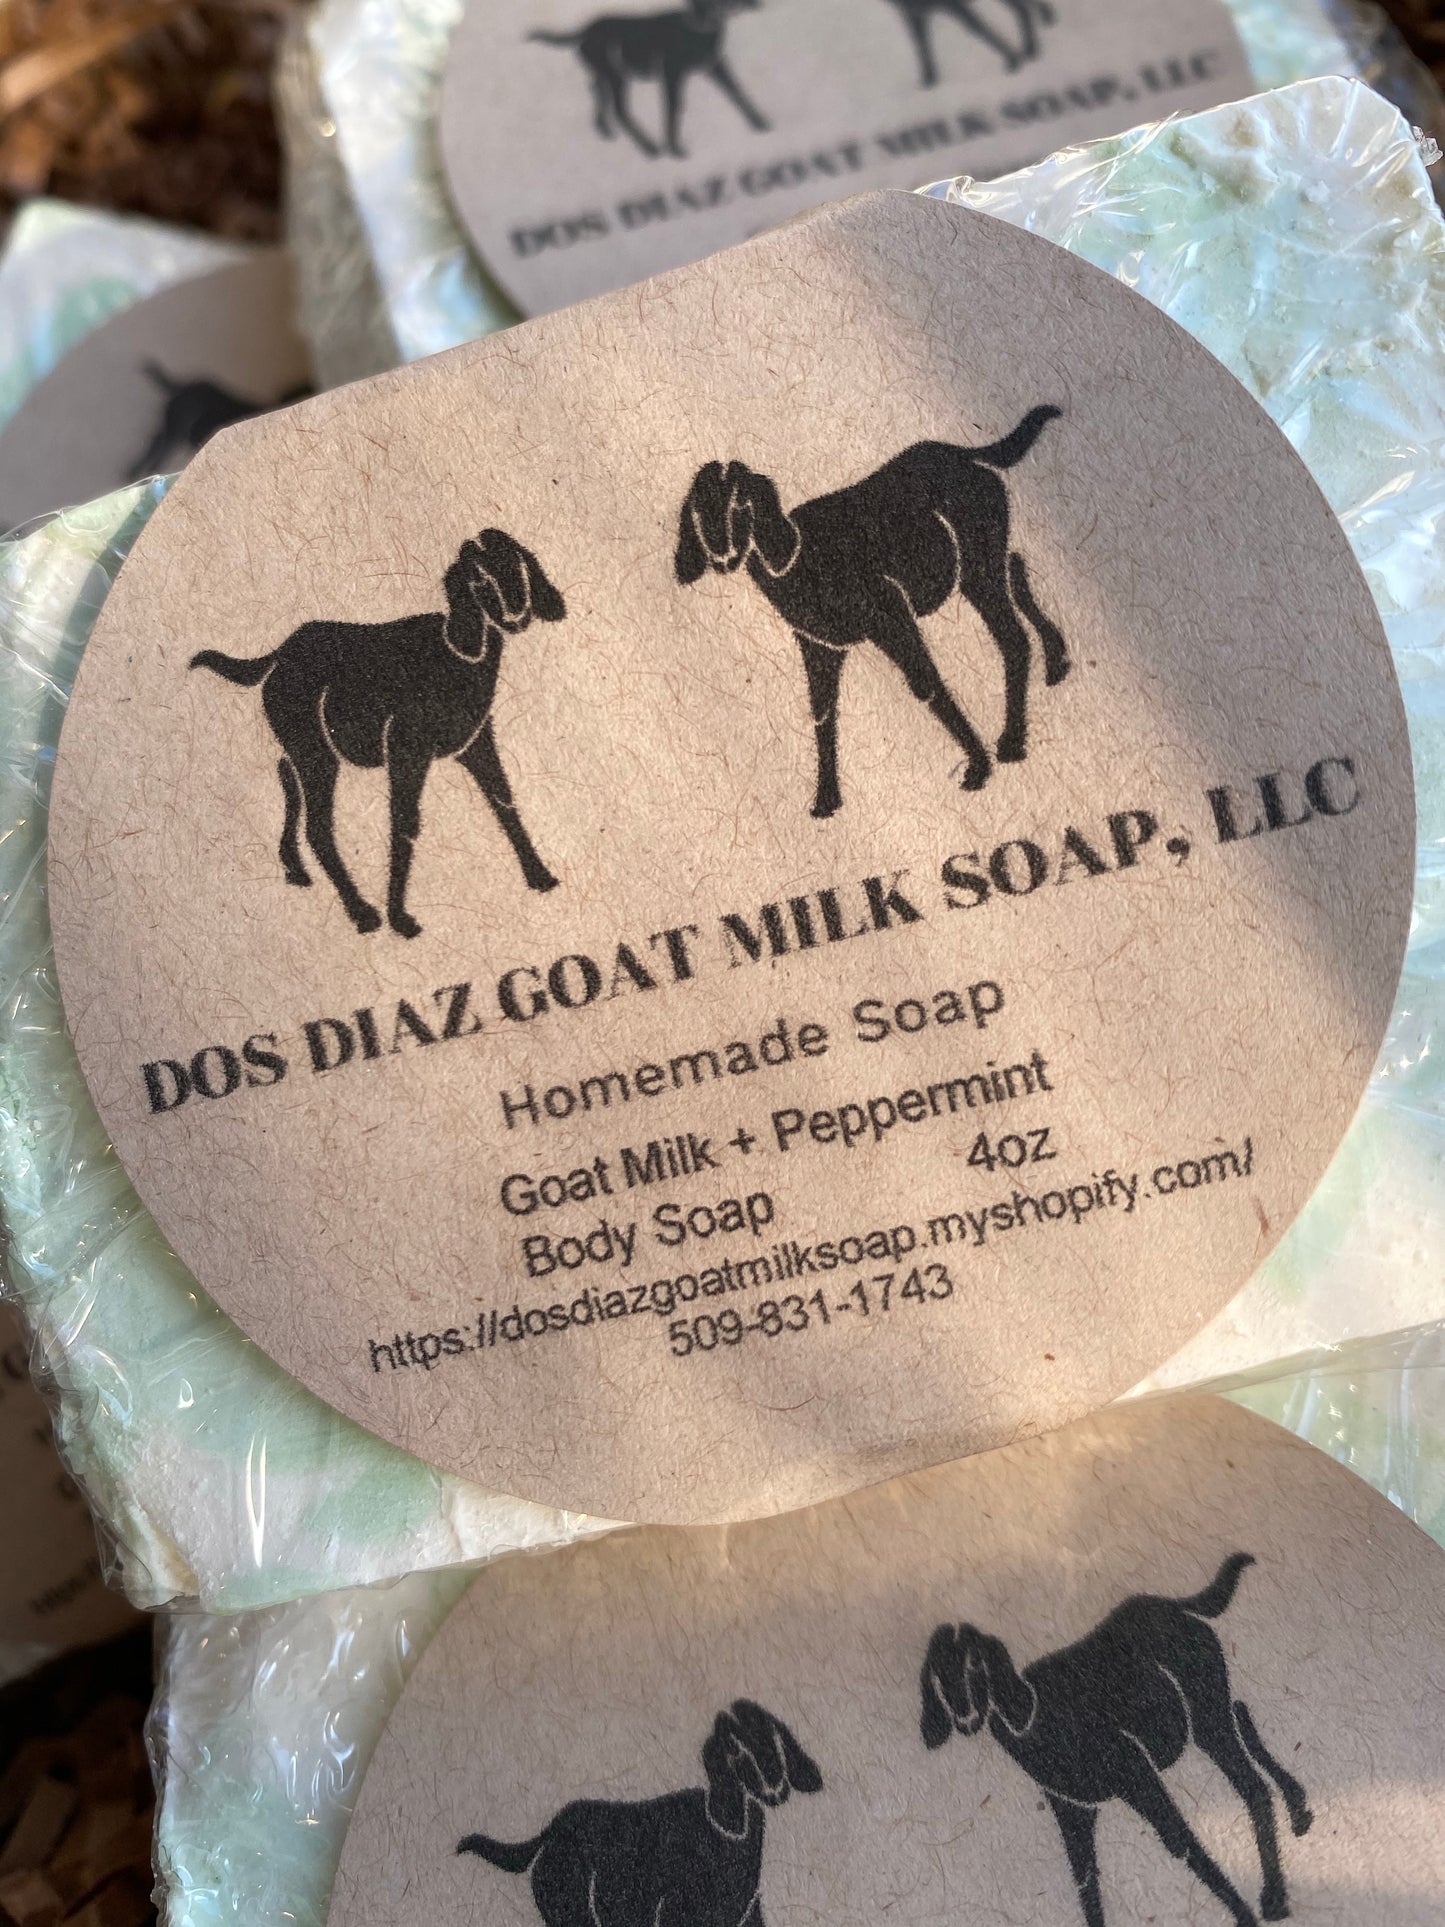 DOS DIAZ GOAT MILK SOAP, LLC
DOS DIAZ GOAT MILK SOAP, LLC
Homemade Soap
Goat Milk + Peppermint
Body Soap 4oz
https://dosdiazgoatmilksoap.myshopify.com/
509-831-1743